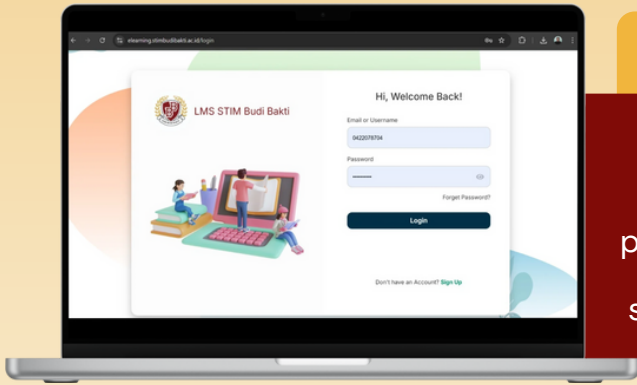 elearning.stimbudibakti.ac.id/login
LMS STIM Budi Bakti
Hi, Welcome Back!
Email or Username
0422078704
Password
Forget Password?
Login
Don't have an Account? Sign Up
p
s